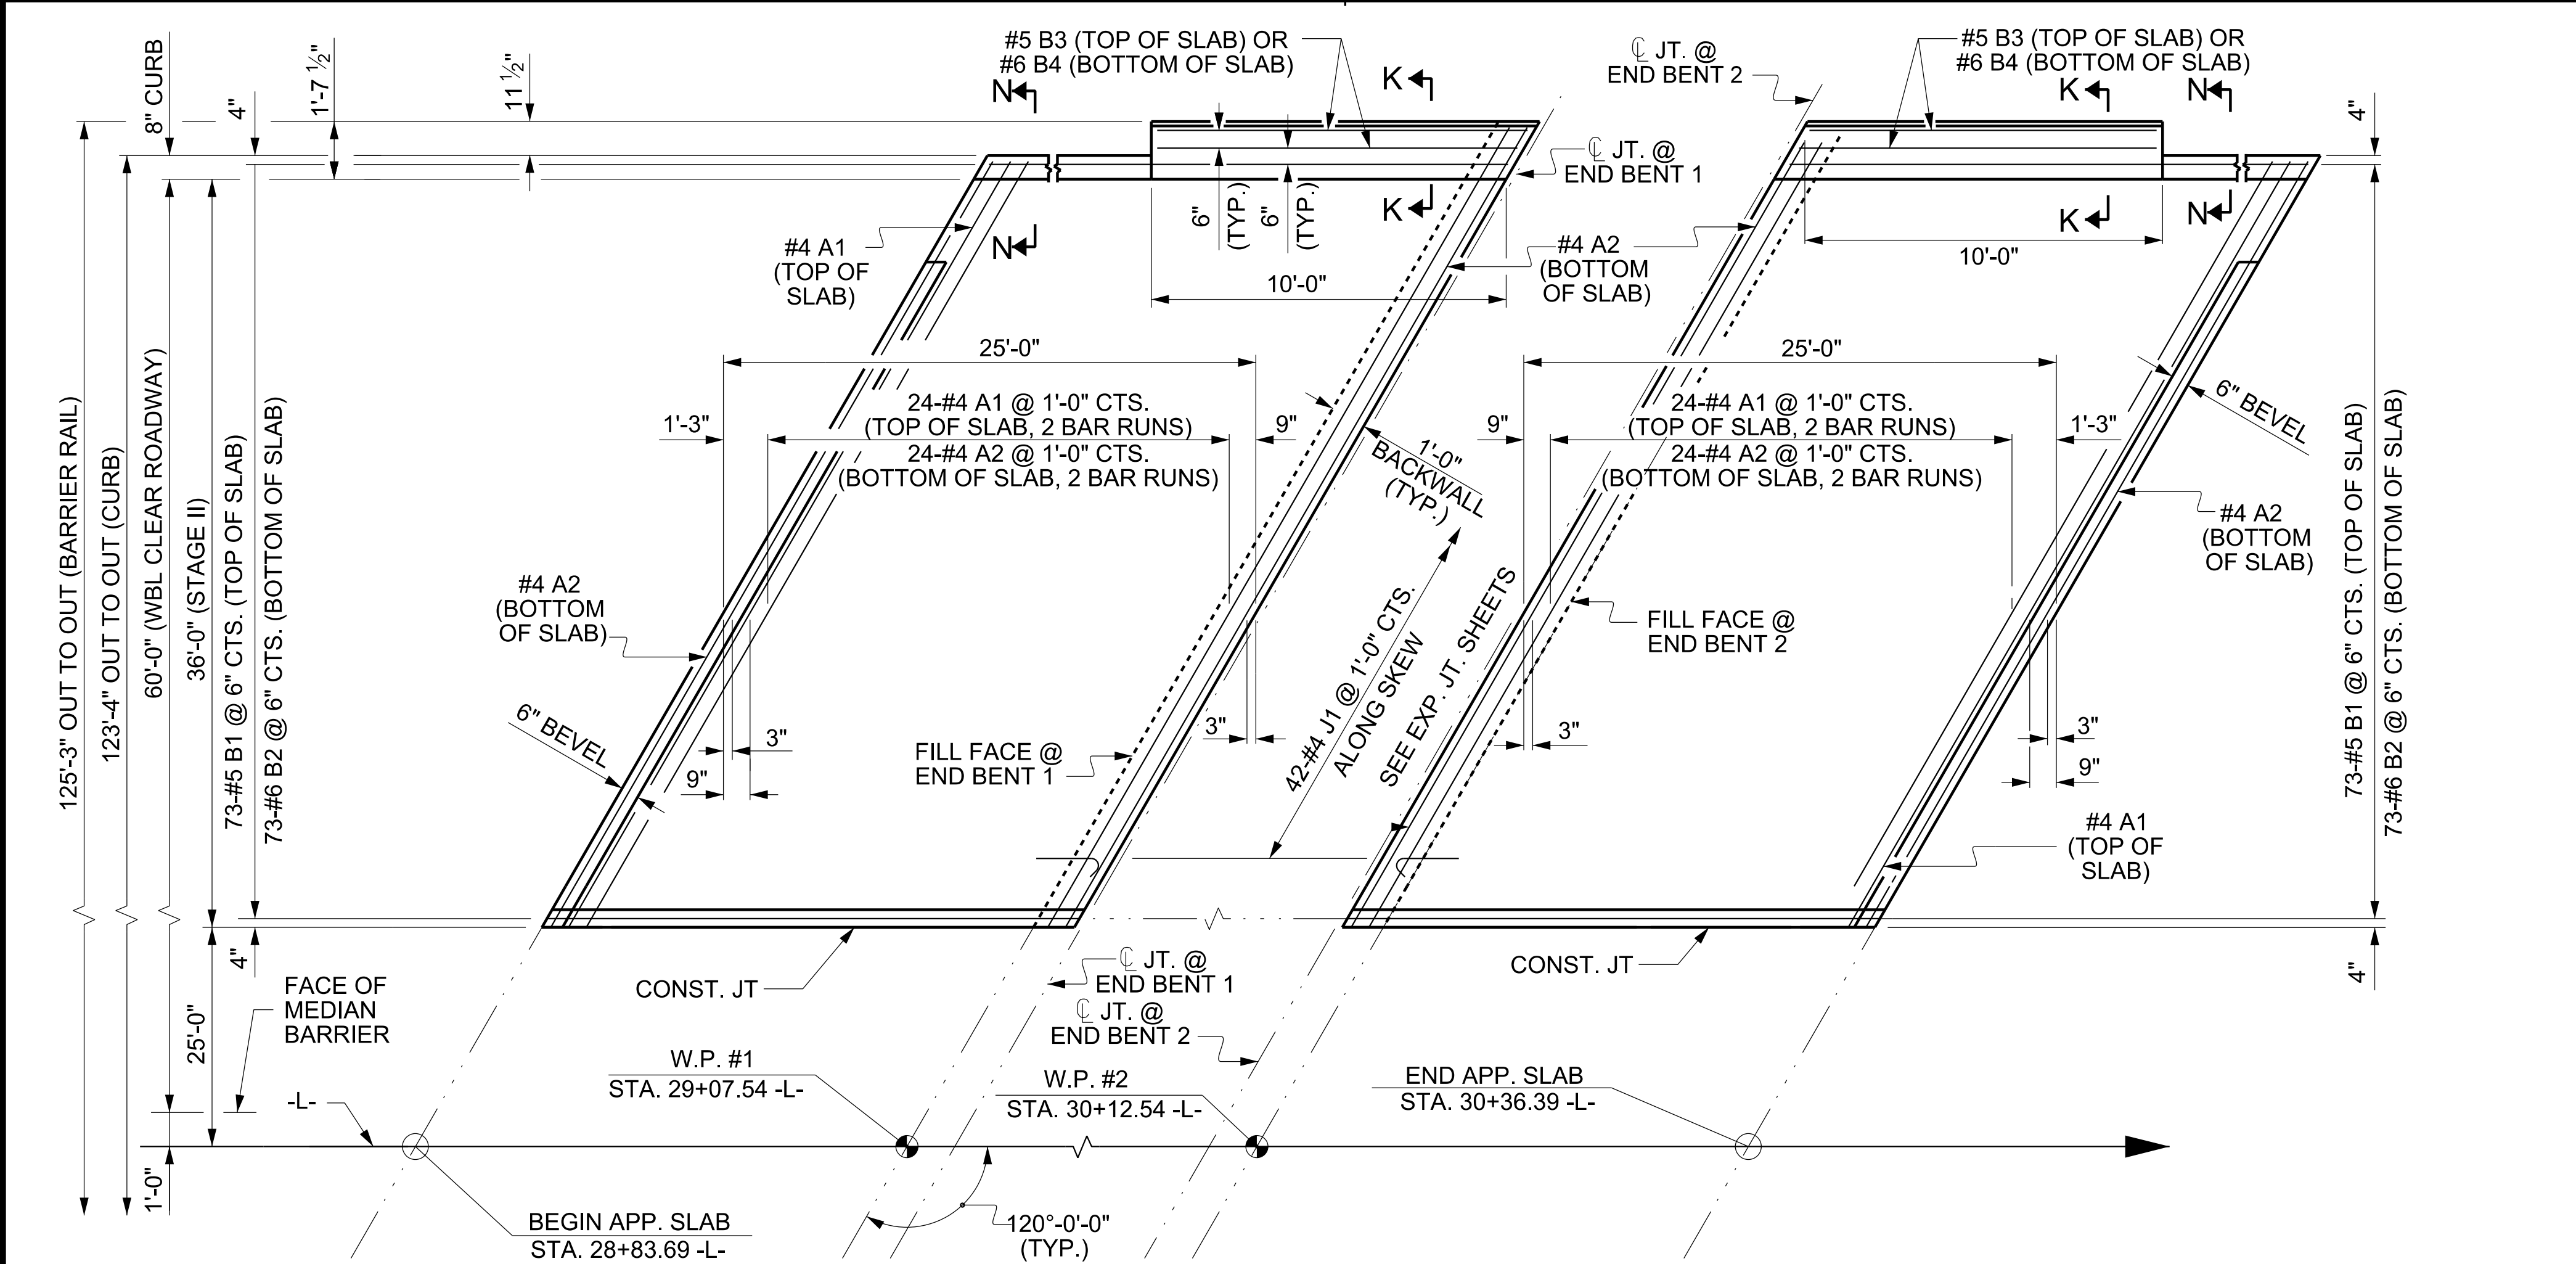 #5 B3 (TOP OF SLAB) OR
#6 B4 (BOTTOM OF SLAB)
℄ JT. @
END BENT 2
#5 B3 (TOP OF SLAB) OR
#6 B4 (BOTTOM OF SLAB)
8" CURB
4"
1'-7 ½"
11 ½"
N
K
K
N
4"
℄ JT. @
END BENT 1
6"
(TYP.)
6"
(TYP.)
K
N
K
N
#4 A1
(TOP OF
SLAB)
#4 A2
(BOTTOM
OF SLAB)
10'-0"
10'-0"
25'-0"
25'-0"
1'-3"
24-#4 A1 @ 1'-0" CTS.
(TOP OF SLAB, 2 BAR RUNS)
24-#4 A2 @ 1'-0" CTS.
(BOTTOM OF SLAB, 2 BAR RUNS)
9"
9"
24-#4 A1 @ 1'-0" CTS.
(TOP OF SLAB, 2 BAR RUNS)
24-#4 A2 @ 1'-0" CTS.
(BOTTOM OF SLAB, 2 BAR RUNS)
1'-3"
6" BEVEL
1'-0"
BACKWALL
(TYP.)
125'-3" OUT TO OUT (BARRIER RAIL)
123'-4" OUT TO OUT (CURB)
60'-0" (WBL CLEAR ROADWAY)
36'-0" (STAGE II)
73-#5 B1 @ 6" CTS. (TOP OF SLAB)
73-#6 B2 @ 6" CTS. (BOTTOM OF SLAB)
73-#5 B1 @ 6" CTS. (TOP OF SLAB)
73-#6 B2 @ 6" CTS. (BOTTOM OF SLAB)
#4 A2
(BOTTOM
OF SLAB)
#4 A2
(BOTTOM
OF SLAB)
42-#4 J1 @ 1'-0" CTS.
ALONG SKEW
SEE EXP. JT. SHEETS
FILL FACE @
END BENT 2
6" BEVEL
3"
9"
FILL FACE @
END BENT 1
3"
3"
3"
9"
#4 A1
(TOP OF
SLAB)
4"
CONST. JT
℄ JT. @
END BENT 1
CONST. JT
4"
FACE OF
MEDIAN
BARRIER
25'-0"
℄ JT. @
END BENT 2
W.P. #1
STA. 29+07.54 -L-
W.P. #2
STA. 30+12.54 -L-
END APP. SLAB
STA. 30+36.39 -L-
-L-
1'-0"
BEGIN APP. SLAB
STA. 28+83.69 -L-
120°-0'-0"
(TYP.)